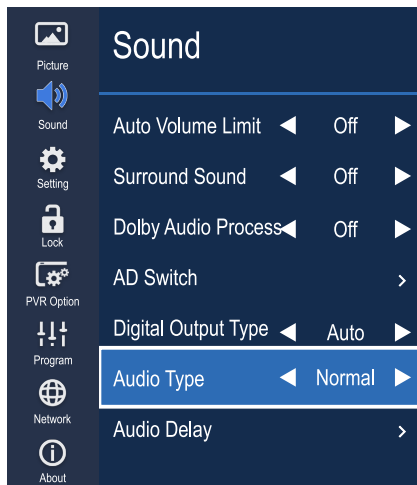 Picture
Sound
Setting
Lock
PVR Option
Program
Network
About
Sound
Auto Volume Limit Off
Surround Sound Off
Dolby Audio Process Off
AD Switch
Digital Output Type Auto
Audio Type Normal
Audio Delay